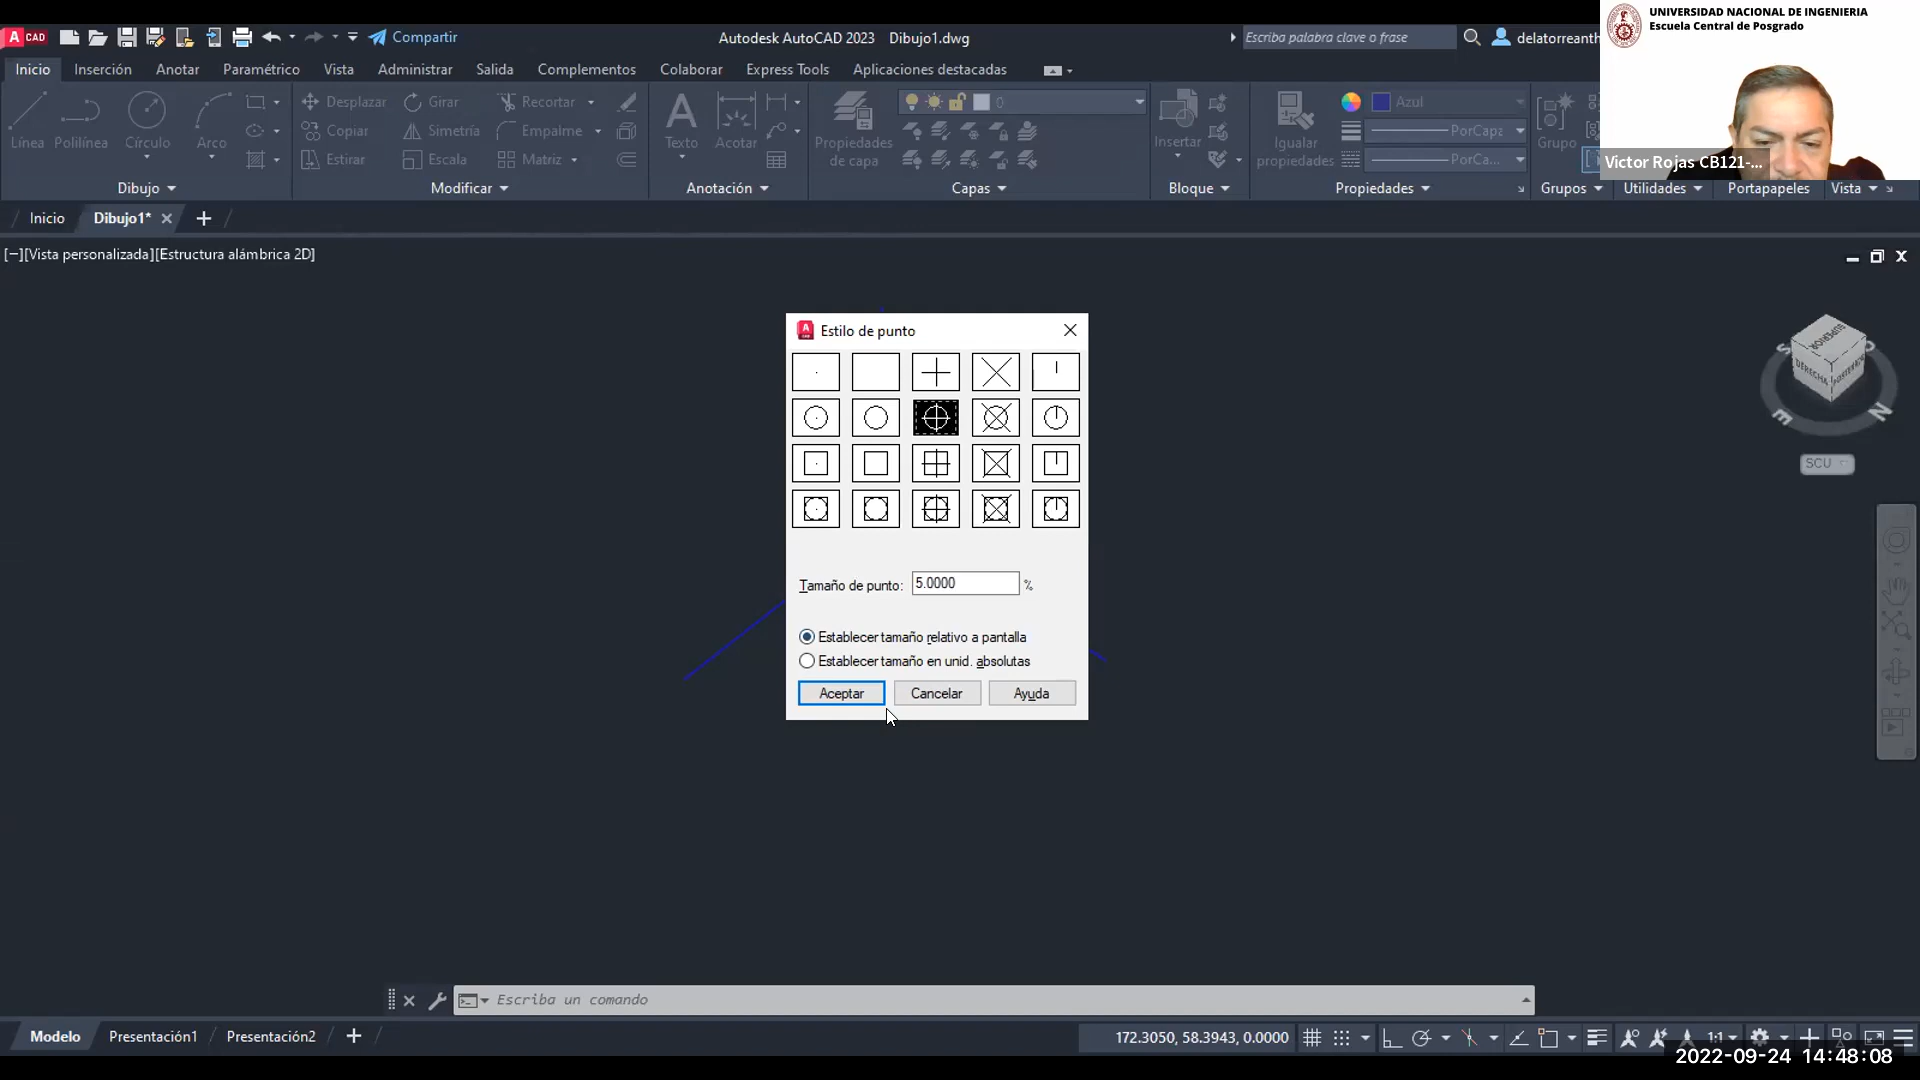 UNIVERSIDAD NACIONAL DE INGENIERIA
Escuela Central de Posgrado
CAD Compartir Autodesk AutoCAD 2023 Dibujo1.dwg Escriba palabra clave o frase delatorreanth
Inicio Inserción Anotar Paramétrico Vista Administrar Salida Complementos Colaborar Express Tools Aplicaciones destacadas
Desplazar Girar Recortar 0 Azul
Copiar Simetría Empalme PorCapa
Línea Polilínea Círculo Arco Texto Acotar Propiedades de capa Insertar Igualar propiedades Grupo
Estirar Escala Matriz PorCa...
Victor Rojas CB121-...
Dibujo Modificar Anotación Capas Bloque Propiedades Grupos Utilidades Portapapeles Vista
Inicio Dibujo1*
[−][Vista personalizada][Estructura alámbrica 2D]
Estilo de punto
SUPERIOR
DERECHA
S
E
N
SCU
Tamaño de punto: 5.0000 %
Establecer tamaño relativo a pantalla
Establecer tamaño en unid. absolutas
Aceptar Cancelar Ayuda
Escriba un comando
Modelo Presentación1 Presentación2 172.3050, 58.3943, 0.0000 1:1
2022-09-24 14:48:08